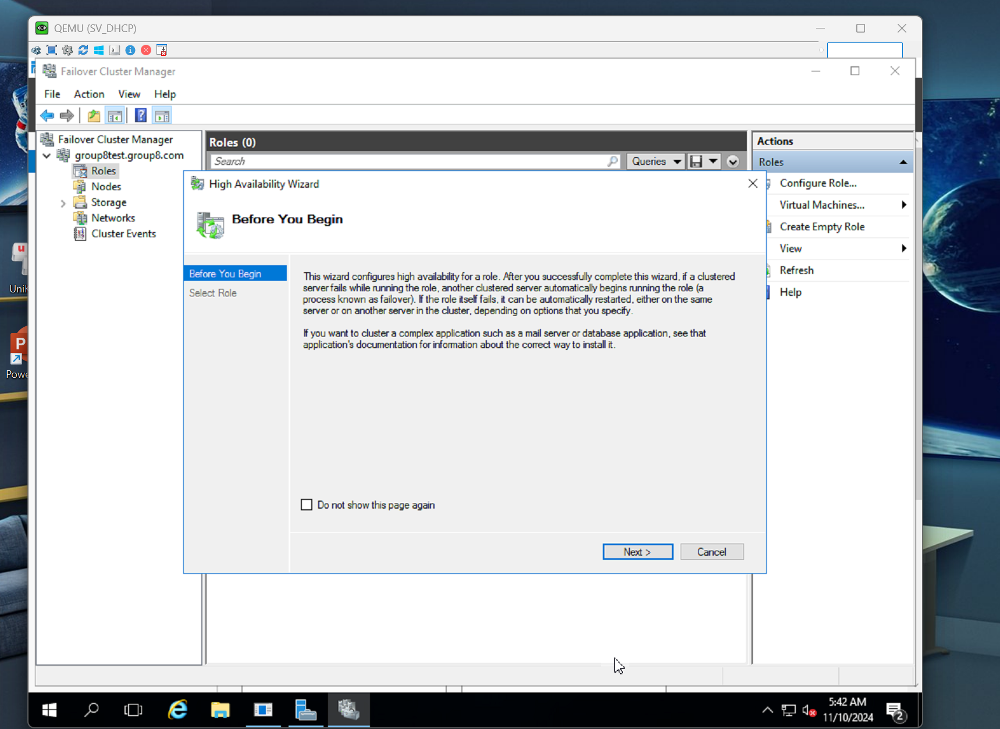 QEMU (SV_DHCP)
Failover Cluster Manager
File Action View Help
Failover Cluster Manager
group8test.group8.com
Roles
Nodes
Storage
Networks
Cluster Events
Roles (0)
Search
Queries
Actions
Roles
Configure Role...
Virtual Machines...
Create Empty Role
View
Refresh
Help
High Availability Wizard
Before You Begin
Before You Begin
Select Role
This wizard configures high availability for a role. After you successfully complete this wizard, if a clustered
server fails while running the role, another clustered server automatically begins running the role (a
process known as failover). If the role itself fails, it can be automatically restarted, either on the same
server or on another server in the cluster, depending on options that you specify.
If you want to cluster a complex application such as a mail server or database application, see that
application's documentation for information about the correct way to install it.
Do not show this page again
Next >
Cancel
u
Unik
P
Powe
5:42 AM
11/10/2024
2